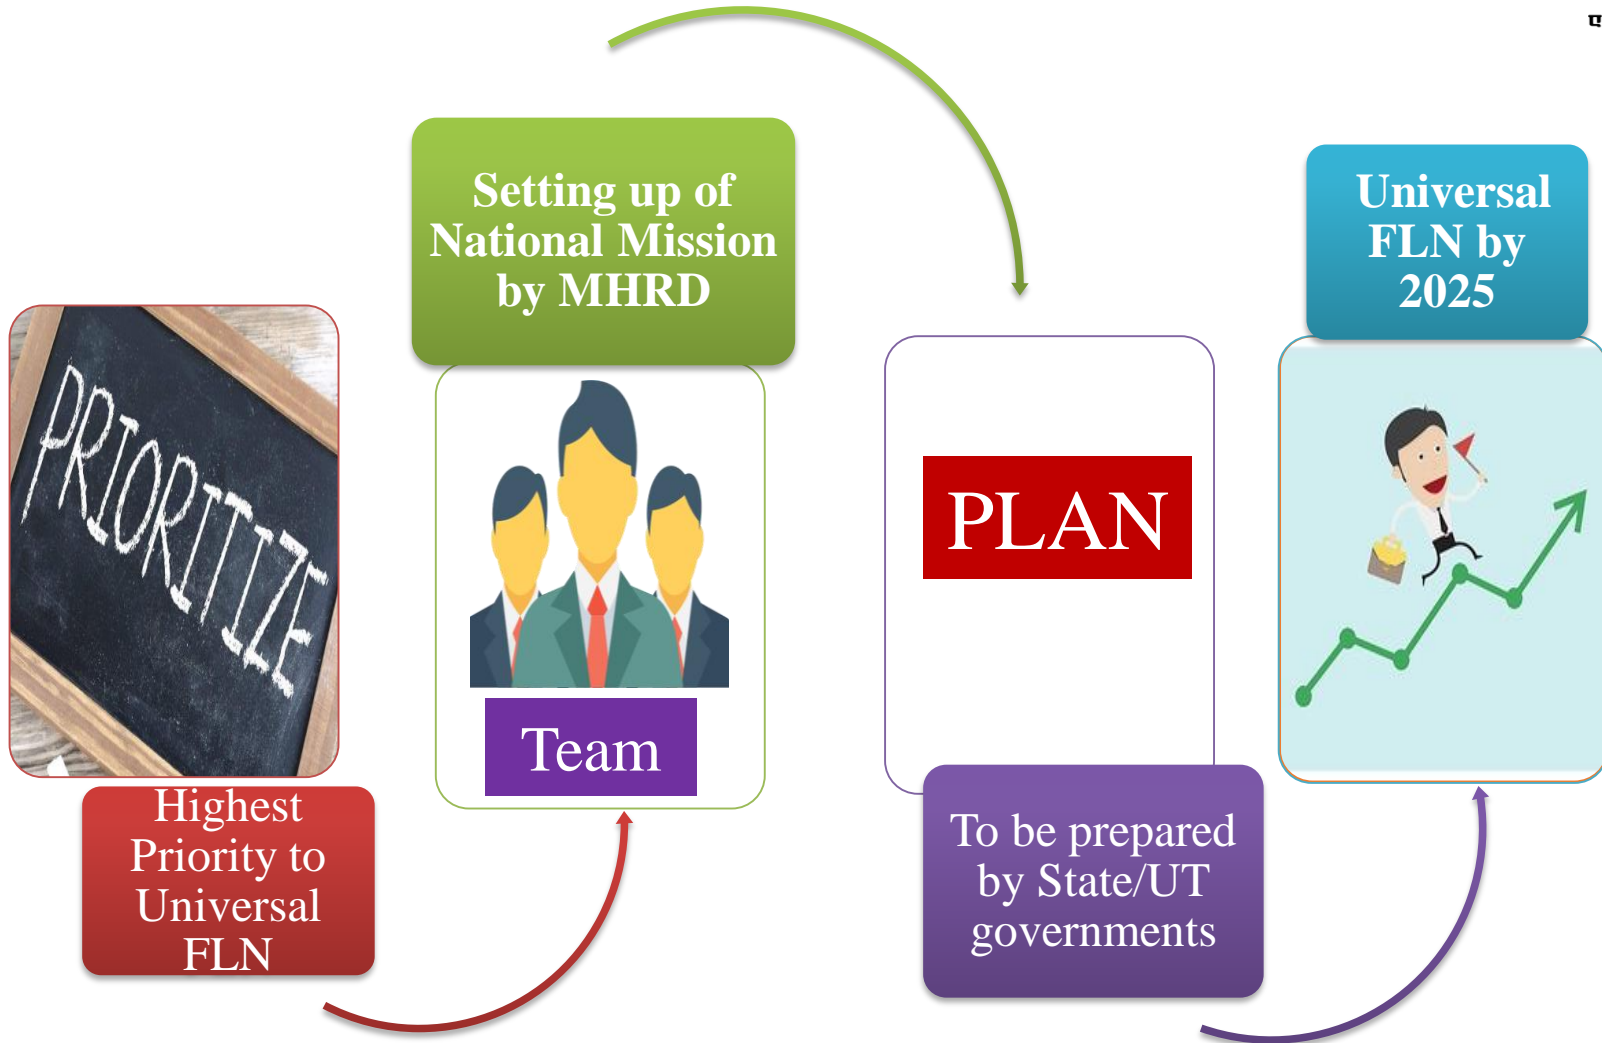 PRIORITIZE
Highest
Priority to
Universal
FLN
Setting up of
National Mission
by MHRD
Team
PLAN
To be prepared
by State/UT
governments
Universal
FLN by
2025